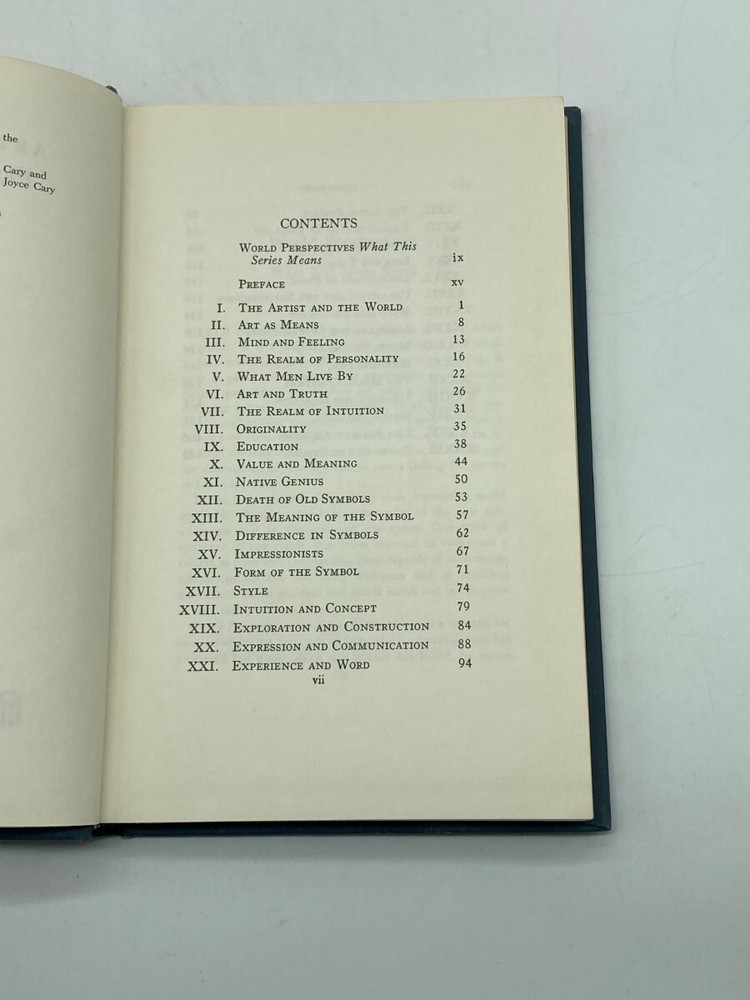 the
Cary and
Joyce Cary
CONTENTS
WORLD PERSPECTIVES What This
Series Means ix
PREFACE xv
I. THE ARTIST AND THE WORLD 1
II. ART AS MEANS 8
III. MIND AND FEELING 13
IV. THE REALM OF PERSONALITY 16
V. WHAT MEN LIVE BY 22
VI. ART AND TRUTH 26
VII. THE REALM OF INTUITION 31
VIII. ORIGINALITY 35
IX. EDUCATION 38
X. VALUE AND MEANING 44
XI. NATIVE GENIUS 50
XII. DEATH OF OLD SYMBOLS 53
XIII. THE MEANING OF THE SYMBOL 57
XIV. DIFFERENCE IN SYMBOLS 62
XV. IMPRESSIONISTS 67
XVI. FORM OF THE SYMBOL 71
XVII. STYLE 74
XVIII. INTUITION AND CONCEPT 79
XIX. EXPLORATION AND CONSTRUCTION 84
XX. EXPRESSION AND COMMUNICATION 88
XXI. EXPERIENCE AND WORD 94
vii